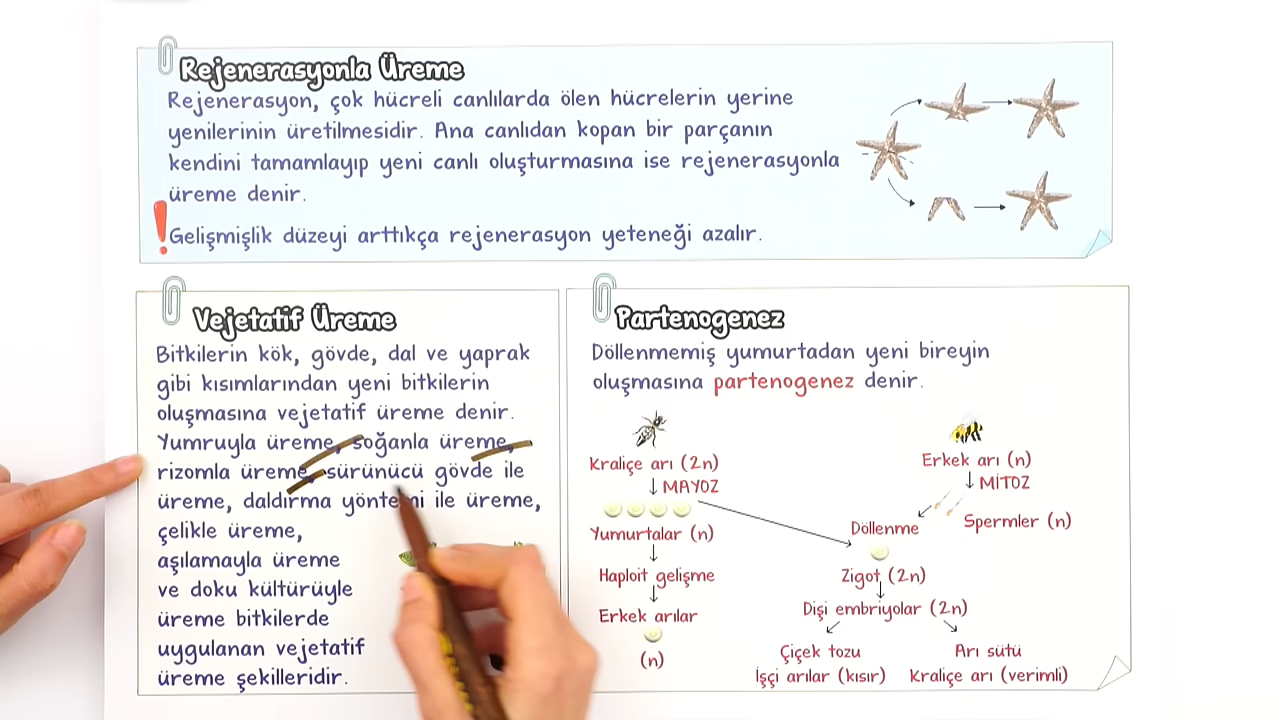 Rejenerasyonla Üreme
Rejenerasyon, çok hücreli canlılarda ölen hücrelerin yerine
yenilerinin üretilmesidir. Ana canlıdan kopan bir parçanın
kendini tamamlayıp yeni canlı oluşturmasına ise rejenerasyonla
üreme denir.
! Gelişmişlik düzeyi arttıkça rejenerasyon yeteneği azalır.
Vejetatif Üreme
Bitkilerin kök, gövde, dal ve yaprak
gibi kısımlarından yeni bitkilerin
oluşmasına vejetatif üreme denir.
Yumruyla üreme, soğanla üreme,
rizomla üreme, sürünücü gövde ile
üreme, daldırma yöntemi ile üreme,
çelikle üreme,
aşılamayla üreme
ve doku kültürüyle
üreme bitkilerde
uygulanan vejetatif
üreme şekilleridir.
Partenogenez
Döllenmemiş yumurtadan yeni bireyin
oluşmasına partenogenez denir.
Kraliçe arı (2n)
MAYOZ
Yumurtalar (n)
Haploit gelişme
Erkek arılar
(n)
Erkek arı (n)
MİTOZ
Spermler (n)
Döllenme
Zigot (2n)
Dişi embriyolar (2n)
Çiçek tozu
İşçi arılar (kısır)
Arı sütü
Kraliçe arı (verimli)